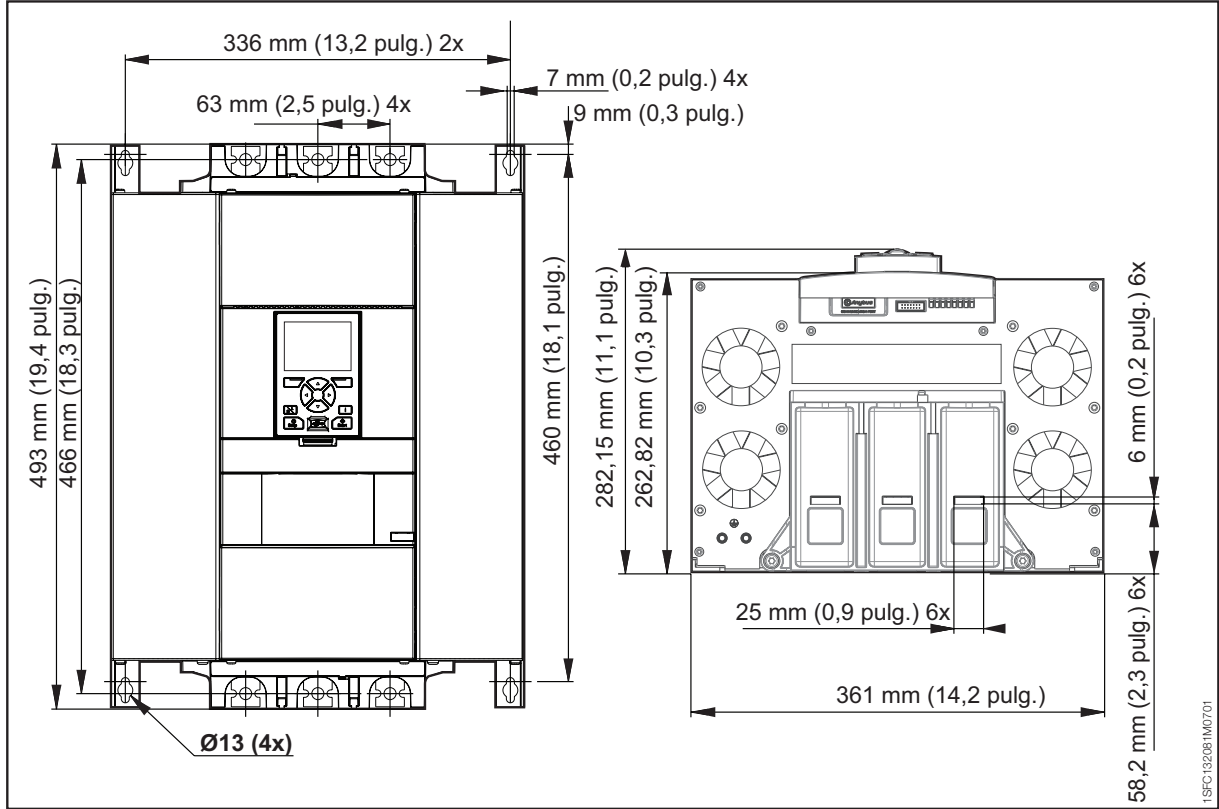 336 mm (13,2 pulg.) 2x
7 mm (0,2 pulg.) 4x
63 mm (2,5 pulg.) 4x
9 mm (0,3 pulg.)
493 mm (19,4 pulg.)
466 mm (18,3 pulg.)
460 mm (18,1 pulg.)
Ø13 (4x)
282,15 mm (11,1 pulg.)
262,82 mm (10,3 pulg.)
Anybus
6 mm (0,2 pulg.) 6x
25 mm (0,9 pulg.) 6x
58,2 mm (2,3 pulg.) 6x
361 mm (14,2 pulg.)
1SFC132081M0701